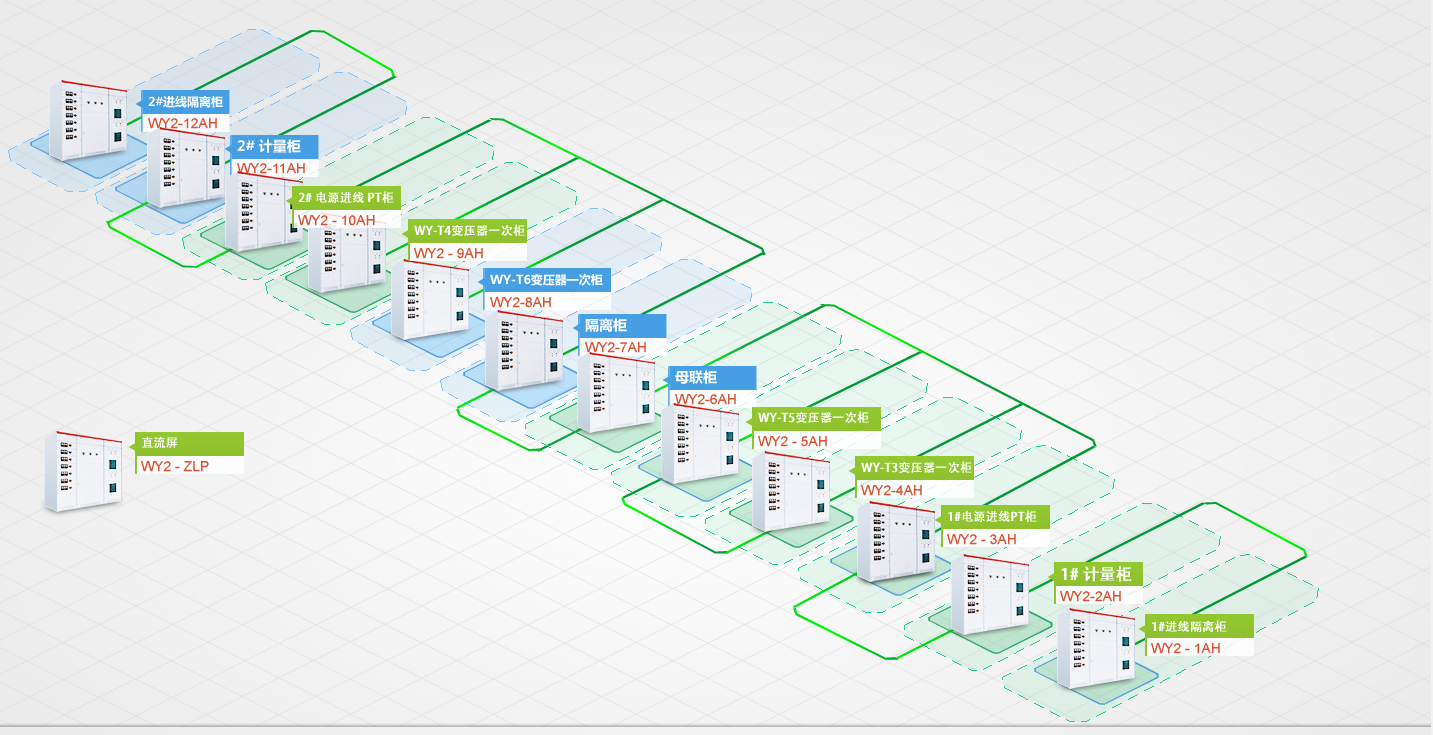 2#进线隔离柜
WY2-12AH
2# 计量柜
WY2-11AH
2# 电源进线 PT柜
WY2 - 10AH
WY-T4变压器一次柜
WY2 - 9AH
WY-T6变压器一次柜
WY2-8AH
隔离柜
WY2-7AH
母联柜
WY2-6AH
WY-T5变压器一次柜
WY2 - 5AH
直流屏
WY2 - ZLP
WY-T3变压器一次柜
WY2-4AH
1#电源进线PT柜
WY2 - 3AH
1# 计量柜
WY2-2AH
1#进线隔离柜
WY2 - 1AH